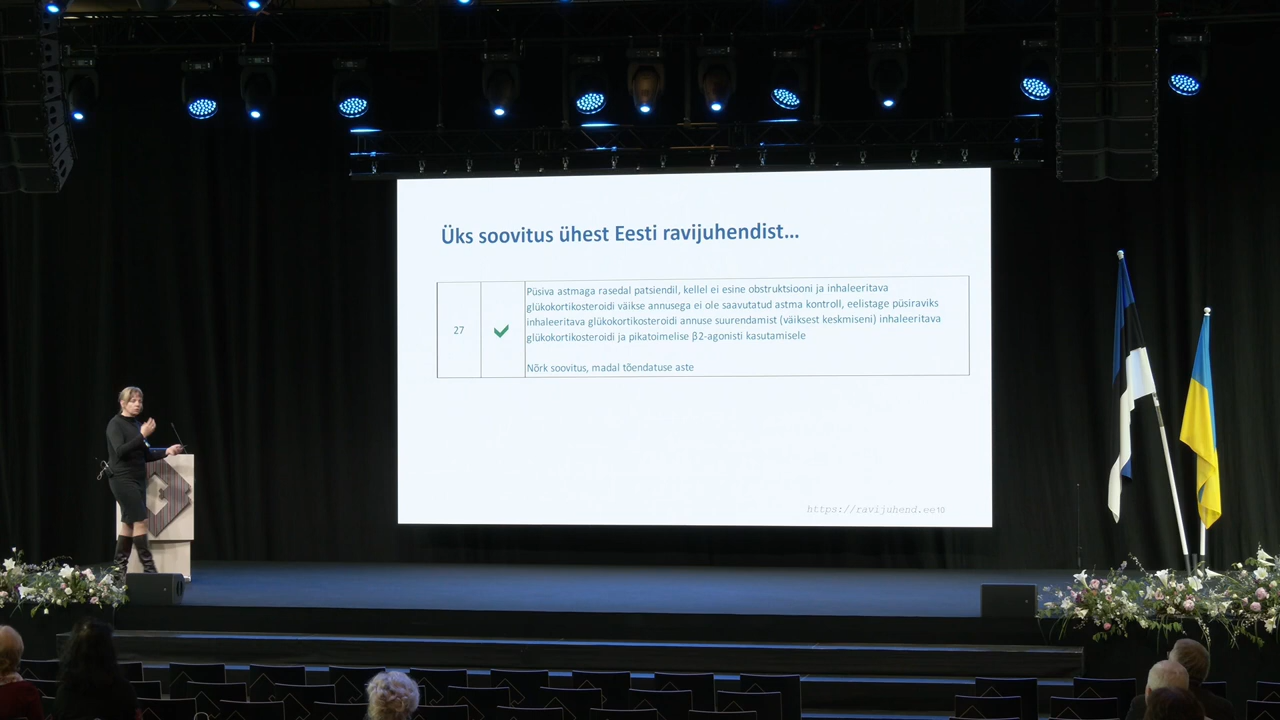 Üks soovitus ühest Eesti ravijuhendist...
27
Püsiva astmaga rasedal patsiendil, kellel ei esine obstruktsiooni ja inhaleeritava
glükokortikosteroidi väikse annusega ei ole saavutatud astma kontroll, eelistage püsiraviks
inhaleeritava glükokortikosteroidi annuse suurendamist (väiksest keskmiseni) inhaleeritava
glükokortikosteroidi ja pikatoimelise β2-agonisti kasutamisele
Nõrk soovitus, madal tõendatuse aste
https://ravijuhend.ee10